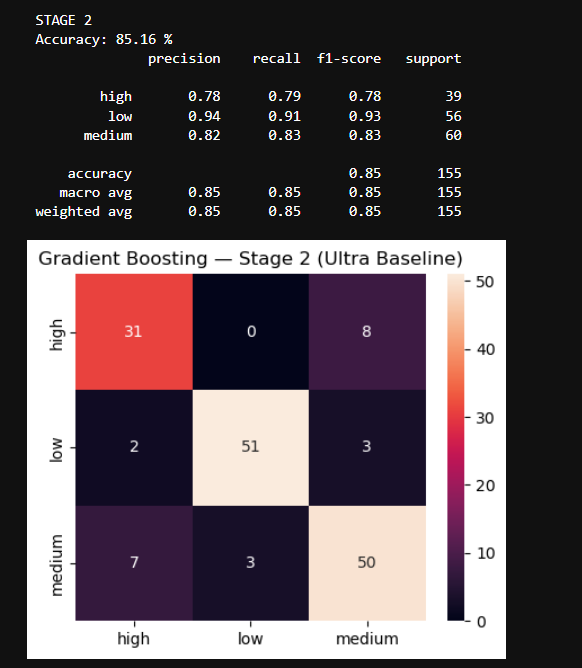 STAGE 2
Accuracy: 85.16 %
precision recall f1-score support
high 0.78 0.79 0.78 39
low 0.94 0.91 0.93 56
medium 0.82 0.83 0.83 60
accuracy 0.85 155
macro avg 0.85 0.85 0.85 155
weighted avg 0.85 0.85 0.85 155
Gradient Boosting — Stage 2 (Ultra Baseline)
high 31 0 8
low 2 51 3
medium 7 3 50
high low medium
50
40
30
20
10
0